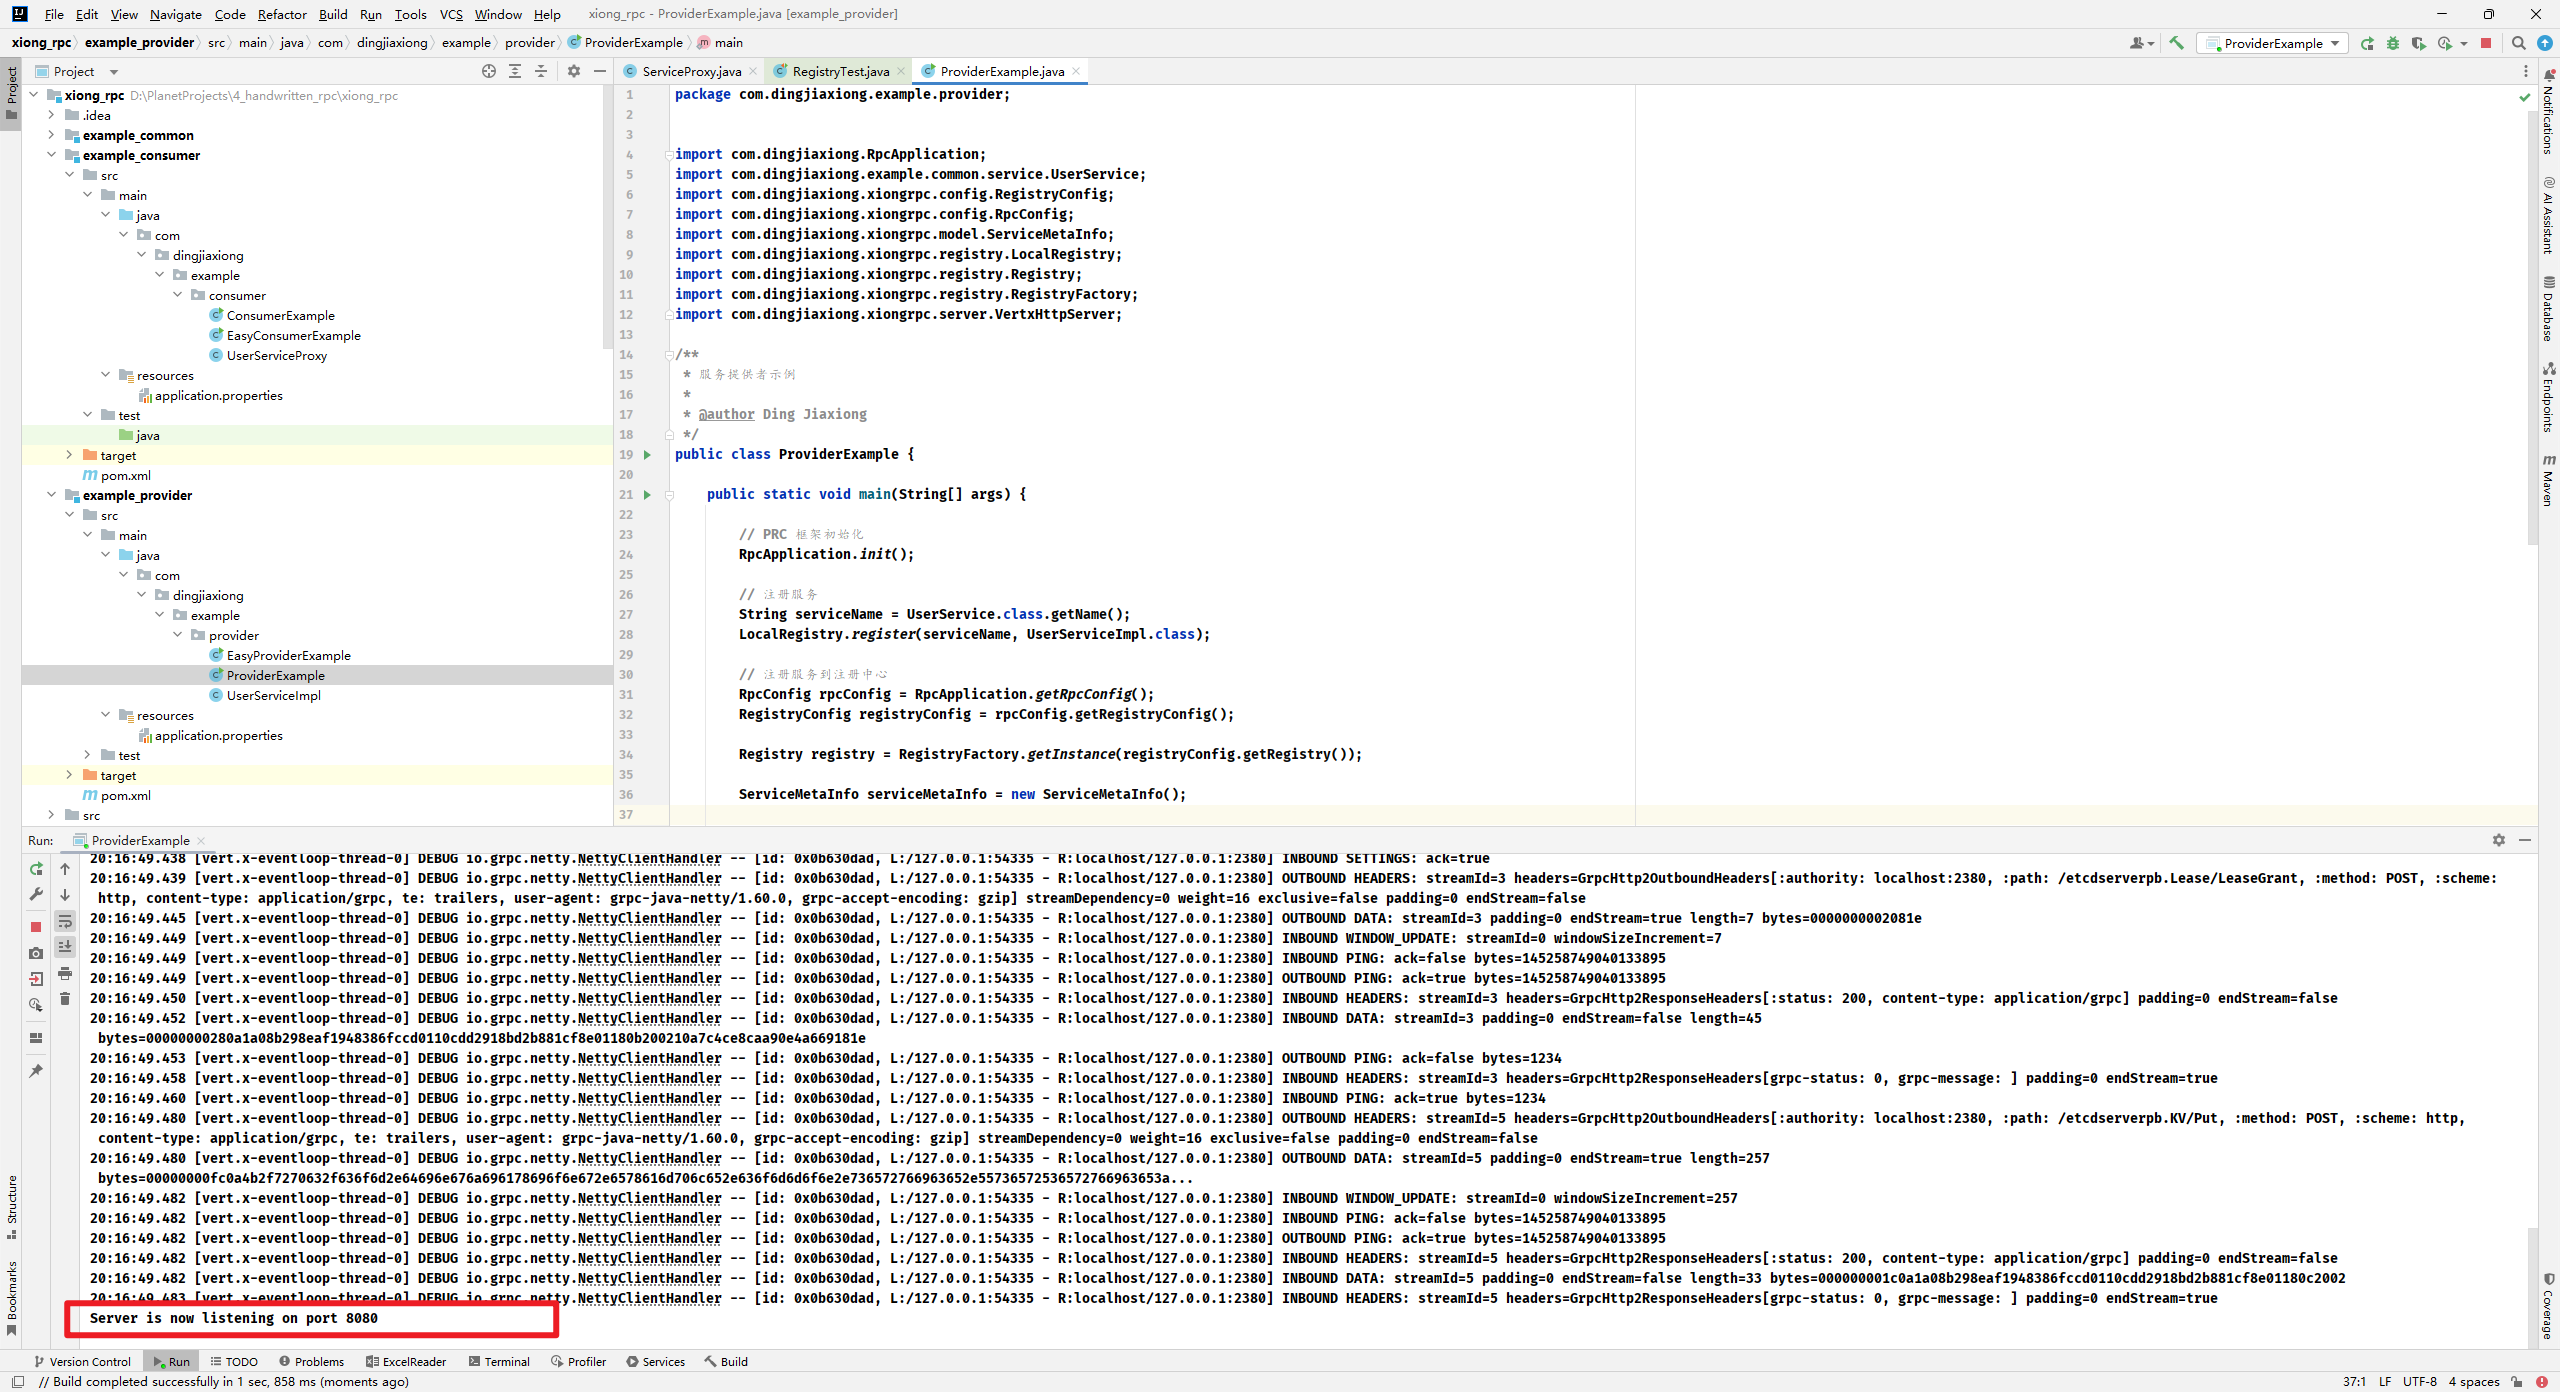 File Edit View Navigate Code Refactor Build Run Tools VCS Window Help xiong_rpc - ProviderExample.java [example_provider]
xiong_rpc example_provider src main java com dingjiaxiong example provider ProviderExample main
ProviderExample
Project
ServiceProxy.java RegistryTest.java ProviderExample.java
Project
xiong_rpc D:\PlanetProjects\4_handwritten_rpc\xiong_rpc
.idea
example_common
example_consumer
src
main
java
com
dingjiaxiong
example
consumer
ConsumerExample
EasyConsumerExample
UserServiceProxy
resources
application.properties
test
java
target
pom.xml
example_provider
src
main
java
com
dingjiaxiong
example
provider
EasyProviderExample
ProviderExample
UserServiceImpl
resources
application.properties
test
target
pom.xml
src
1 package com.dingjiaxiong.example.provider;
2
3
4 import com.dingjiaxiong.RpcApplication;
5 import com.dingjiaxiong.example.common.service.UserService;
6 import com.dingjiaxiong.xiongrpc.config.RegistryConfig;
7 import com.dingjiaxiong.xiongrpc.config.RpcConfig;
8 import com.dingjiaxiong.xiongrpc.model.ServiceMetaInfo;
9 import com.dingjiaxiong.xiongrpc.registry.LocalRegistry;
10 import com.dingjiaxiong.xiongrpc.registry.Registry;
11 import com.dingjiaxiong.xiongrpc.registry.RegistryFactory;
12 import com.dingjiaxiong.xiongrpc.server.VertxHttpServer;
13
14 /**
15 * 服务提供者示例
16 *
17 * @author Ding Jiaxiong
18 */
19 public class ProviderExample {
20
21 public static void main(String[] args) {
22
23 // PRC 框架初始化
24 RpcApplication.init();
25
26 // 注册服务
27 String serviceName = UserService.class.getName();
28 LocalRegistry.register(serviceName, UserServiceImpl.class);
29
30 // 注册服务到注册中心
31 RpcConfig rpcConfig = RpcApplication.getRpcConfig();
32 RegistryConfig registryConfig = rpcConfig.getRegistryConfig();
33
34 Registry registry = RegistryFactory.getInstance(registryConfig.getRegistry());
35
36 ServiceMetaInfo serviceMetaInfo = new ServiceMetaInfo();
37
Notifications
AI Assistant
Database
Endpoints
Maven
Coverage
Structure
Bookmarks
Run: ProviderExample
20:16:49.438 [vert.x-eventloop-thread-0] DEBUG io.grpc.netty.NettyClientHandler -- [id: 0x0b630dad, L:/127.0.0.1:54335 - R:localhost/127.0.0.1:2380] INBOUND SETTINGS: ack=true
20:16:49.439 [vert.x-eventloop-thread-0] DEBUG io.grpc.netty.NettyClientHandler -- [id: 0x0b630dad, L:/127.0.0.1:54335 - R:localhost/127.0.0.1:2380] OUTBOUND HEADERS: streamId=3 headers=GrpcHttp2OutboundHeaders[:authority: localhost:2380, :path: /etcdserverpb.Lease/LeaseGrant, :method: POST, :scheme:
http, content-type: application/grpc, te: trailers, user-agent: grpc-java-netty/1.60.0, grpc-accept-encoding: gzip] streamDependency=0 weight=16 exclusive=false padding=0 endStream=false
20:16:49.445 [vert.x-eventloop-thread-0] DEBUG io.grpc.netty.NettyClientHandler -- [id: 0x0b630dad, L:/127.0.0.1:54335 - R:localhost/127.0.0.1:2380] OUTBOUND DATA: streamId=3 padding=0 endStream=true length=7 bytes=0000000002081e
20:16:49.449 [vert.x-eventloop-thread-0] DEBUG io.grpc.netty.NettyClientHandler -- [id: 0x0b630dad, L:/127.0.0.1:54335 - R:localhost/127.0.0.1:2380] INBOUND WINDOW_UPDATE: streamId=0 windowSizeIncrement=7
20:16:49.449 [vert.x-eventloop-thread-0] DEBUG io.grpc.netty.NettyClientHandler -- [id: 0x0b630dad, L:/127.0.0.1:54335 - R:localhost/127.0.0.1:2380] INBOUND PING: ack=false bytes=145258749040133895
20:16:49.449 [vert.x-eventloop-thread-0] DEBUG io.grpc.netty.NettyClientHandler -- [id: 0x0b630dad, L:/127.0.0.1:54335 - R:localhost/127.0.0.1:2380] OUTBOUND PING: ack=true bytes=145258749040133895
20:16:49.450 [vert.x-eventloop-thread-0] DEBUG io.grpc.netty.NettyClientHandler -- [id: 0x0b630dad, L:/127.0.0.1:54335 - R:localhost/127.0.0.1:2380] INBOUND HEADERS: streamId=3 headers=GrpcHttp2ResponseHeaders[:status: 200, content-type: application/grpc] padding=0 endStream=false
20:16:49.452 [vert.x-eventloop-thread-0] DEBUG io.grpc.netty.NettyClientHandler -- [id: 0x0b630dad, L:/127.0.0.1:54335 - R:localhost/127.0.0.1:2380] INBOUND DATA: streamId=3 padding=0 endStream=false length=45
bytes=00000000280a1a08b298eaf1948386fccd0110cdd2918bd2b881cf8e01180b200210a7c4ce8caa90e4a669181e
20:16:49.453 [vert.x-eventloop-thread-0] DEBUG io.grpc.netty.NettyClientHandler -- [id: 0x0b630dad, L:/127.0.0.1:54335 - R:localhost/127.0.0.1:2380] OUTBOUND PING: ack=false bytes=1234
20:16:49.458 [vert.x-eventloop-thread-0] DEBUG io.grpc.netty.NettyClientHandler -- [id: 0x0b630dad, L:/127.0.0.1:54335 - R:localhost/127.0.0.1:2380] INBOUND HEADERS: streamId=3 headers=GrpcHttp2ResponseHeaders[grpc-status: 0, grpc-message: ] padding=0 endStream=true
20:16:49.460 [vert.x-eventloop-thread-0] DEBUG io.grpc.netty.NettyClientHandler -- [id: 0x0b630dad, L:/127.0.0.1:54335 - R:localhost/127.0.0.1:2380] INBOUND PING: ack=true bytes=1234
20:16:49.480 [vert.x-eventloop-thread-0] DEBUG io.grpc.netty.NettyClientHandler -- [id: 0x0b630dad, L:/127.0.0.1:54335 - R:localhost/127.0.0.1:2380] OUTBOUND HEADERS: streamId=5 headers=GrpcHttp2OutboundHeaders[:authority: localhost:2380, :path: /etcdserverpb.KV/Put, :method: POST, :scheme: http,
content-type: application/grpc, te: trailers, user-agent: grpc-java-netty/1.60.0, grpc-accept-encoding: gzip] streamDependency=0 weight=16 exclusive=false padding=0 endStream=false
20:16:49.480 [vert.x-eventloop-thread-0] DEBUG io.grpc.netty.NettyClientHandler -- [id: 0x0b630dad, L:/127.0.0.1:54335 - R:localhost/127.0.0.1:2380] OUTBOUND DATA: streamId=5 padding=0 endStream=true length=257
bytes=00000000fc0a4b2f7270632f636f6d2e64696e676a696178696f6e672e6578616d706c652e636f6d6d6f6e2e736572766963652e55736572536572766963653a...
20:16:49.482 [vert.x-eventloop-thread-0] DEBUG io.grpc.netty.NettyClientHandler -- [id: 0x0b630dad, L:/127.0.0.1:54335 - R:localhost/127.0.0.1:2380] INBOUND WINDOW_UPDATE: streamId=0 windowSizeIncrement=257
20:16:49.482 [vert.x-eventloop-thread-0] DEBUG io.grpc.netty.NettyClientHandler -- [id: 0x0b630dad, L:/127.0.0.1:54335 - R:localhost/127.0.0.1:2380] INBOUND PING: ack=false bytes=145258749040133895
20:16:49.482 [vert.x-eventloop-thread-0] DEBUG io.grpc.netty.NettyClientHandler -- [id: 0x0b630dad, L:/127.0.0.1:54335 - R:localhost/127.0.0.1:2380] OUTBOUND PING: ack=true bytes=145258749040133895
20:16:49.482 [vert.x-eventloop-thread-0] DEBUG io.grpc.netty.NettyClientHandler -- [id: 0x0b630dad, L:/127.0.0.1:54335 - R:localhost/127.0.0.1:2380] INBOUND HEADERS: streamId=5 headers=GrpcHttp2ResponseHeaders[:status: 200, content-type: application/grpc] padding=0 endStream=false
20:16:49.482 [vert.x-eventloop-thread-0] DEBUG io.grpc.netty.NettyClientHandler -- [id: 0x0b630dad, L:/127.0.0.1:54335 - R:localhost/127.0.0.1:2380] INBOUND DATA: streamId=5 padding=0 endStream=false length=33 bytes=000000001c0a1a08b298eaf1948386fccd0110cdd2918bd2b881cf8e01180c2002
20:16:49.483 [vert.x-eventloop-thread-0] DEBUG io.grpc.netty.NettyClientHandler -- [id: 0x0b630dad, L:/127.0.0.1:54335 - R:localhost/127.0.0.1:2380] INBOUND HEADERS: streamId=5 headers=GrpcHttp2ResponseHeaders[grpc-status: 0, grpc-message: ] padding=0 endStream=true
Server is now listening on port 8080
Version Control Run TODO Problems ExcelReader Terminal Profiler Services Build
// Build completed successfully in 1 sec, 858 ms (moments ago) 37:1 LF UTF-8 4 spaces